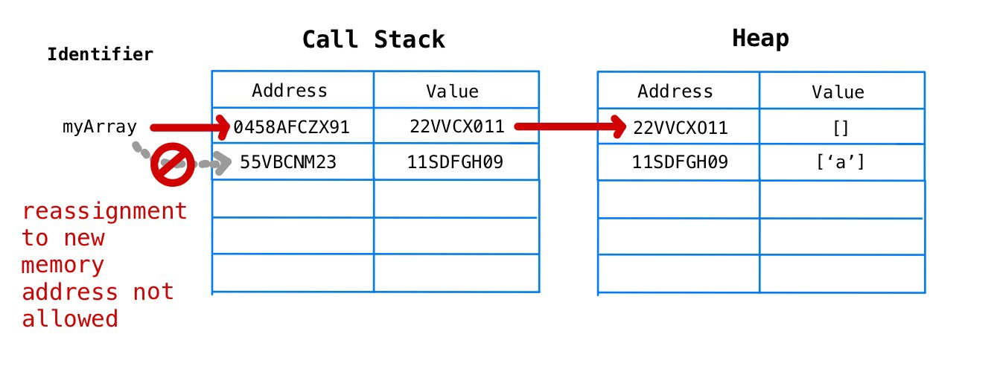 Call Stack
Heap
Identifier
Address Value
Address Value
myArray
0458AFCZX91 22VVCX011
22VVCXO11 []
55VBCNM23 11SDFGH09
11SDFGH09 [‘a’]
reassignment
to new
memory
address not
allowed